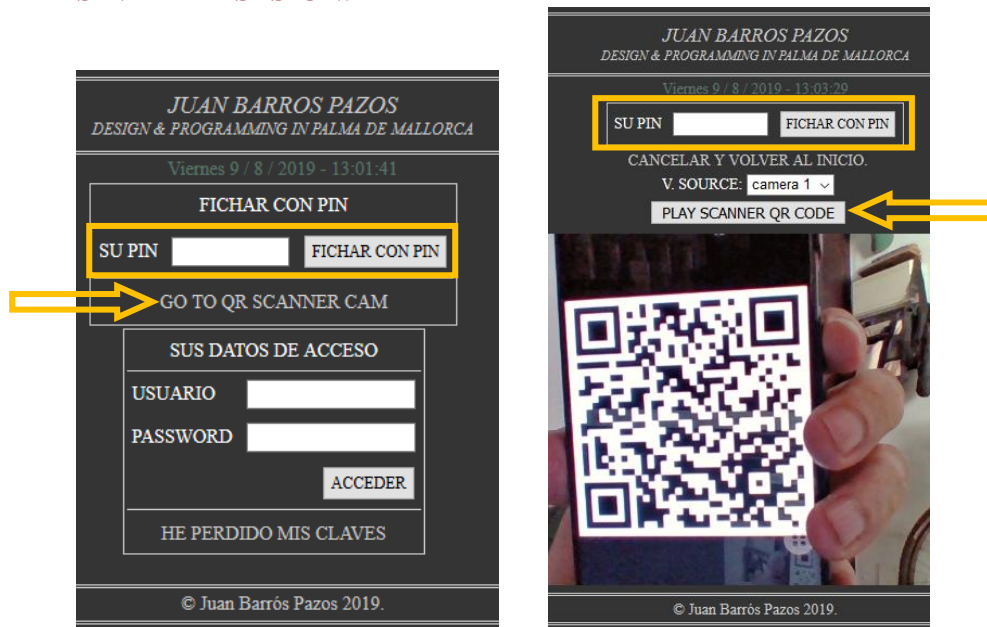 JUAN BARROS PAZOS
DESIGN & PROGRAMMING IN PALMA DE MALLORCA
Viernes 9 / 8 / 2019 - 13:01:41
FICHAR CON PIN
SU PIN FICHAR CON PIN
GO TO QR SCANNER CAM
SUS DATOS DE ACCESO
USUARIO
PASSWORD
ACCEDER
HE PERDIDO MIS CLAVES
© Juan Barrós Pazos 2019.
JUAN BARROS PAZOS
DESIGN & PROGRAMMING IN PALMA DE MALLORCA
Viernes 9 / 8 / 2019 - 13:03:29
SU PIN FICHAR CON PIN
CANCELAR Y VOLVER AL INICIO.
V. SOURCE: camera 1
PLAY SCANNER QR CODE
© Juan Barrós Pazos 2019.